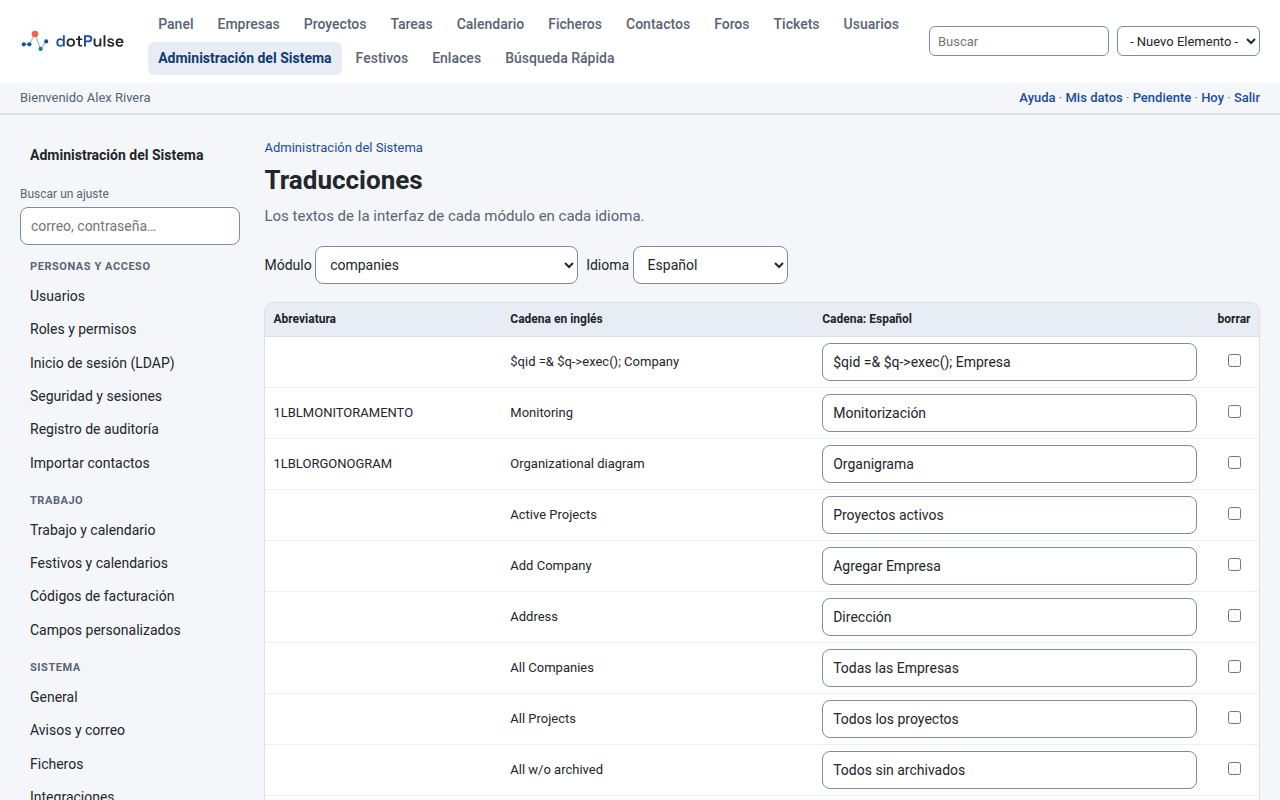 dotPulse
Panel Empresas Proyectos Tareas Calendario Ficheros Contactos Foros Tickets Usuarios
Administración del Sistema Festivos Enlaces Búsqueda Rápida
Buscar
- Nuevo Elemento -
Bienvenido Alex Rivera
Ayuda · Mis datos · Pendiente · Hoy · Salir
Administración del Sistema
Buscar un ajuste
correo, contraseña...
PERSONAS Y ACCESO
Usuarios
Roles y permisos
Inicio de sesión (LDAP)
Seguridad y sesiones
Registro de auditoría
Importar contactos
TRABAJO
Trabajo y calendario
Festivos y calendarios
Códigos de facturación
Campos personalizados
SISTEMA
General
Avisos y correo
Ficheros
Integraciones
Administración del Sistema
Traducciones
Los textos de la interfaz de cada módulo en cada idioma.
Módulo companies Idioma Español
Abreviatura Cadena en inglés Cadena: Español borrar
$qid =& $q->exec(); Company $qid =& $q->exec(); Empresa
1LBLMONITORAMENTO Monitoring Monitorización
1LBLORGONOGRAM Organizational diagram Organigrama
Active Projects Proyectos activos
Add Company Agregar Empresa
Address Dirección
All Companies Todas las Empresas
All Projects Todos los proyectos
All w/o archived Todos sin archivados